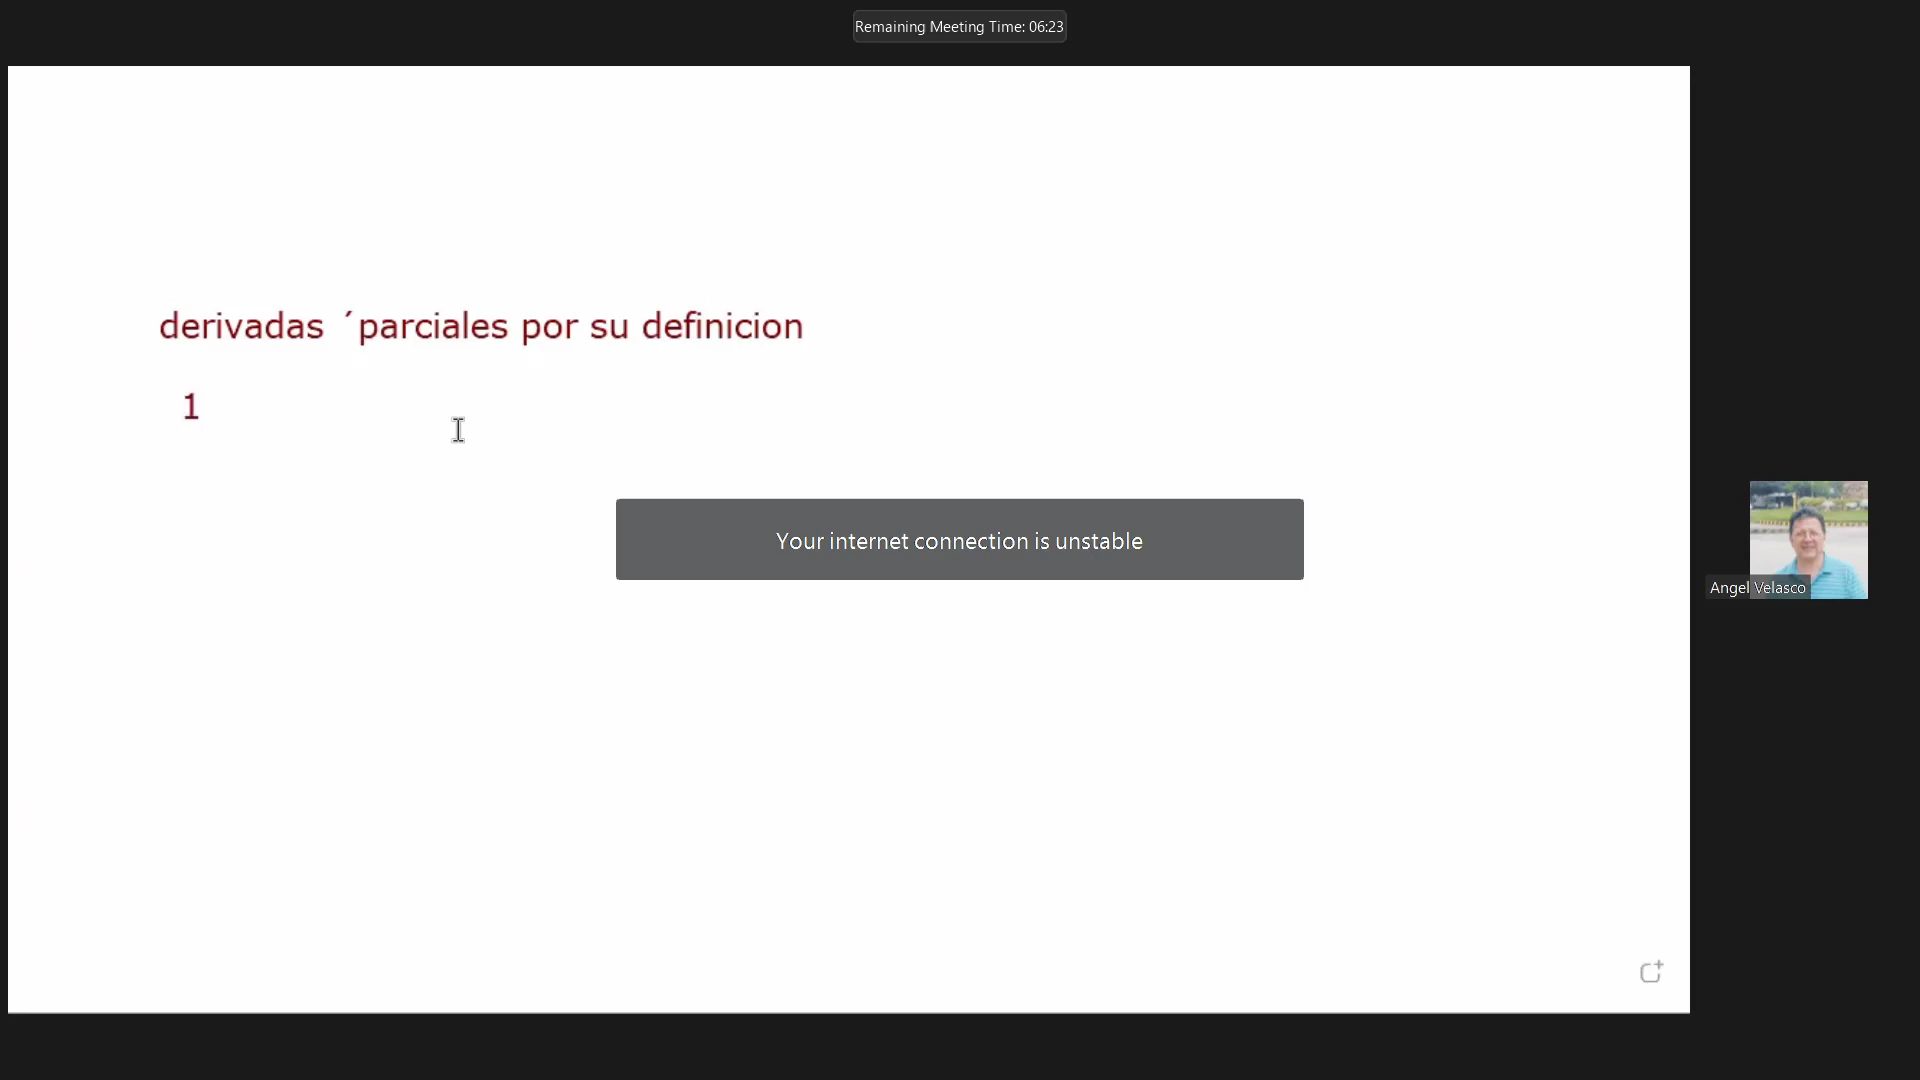 Remaining Meeting Time: 06:23
derivadas ´parciales por su definicion
1
Your internet connection is unstable
Angel Velasco